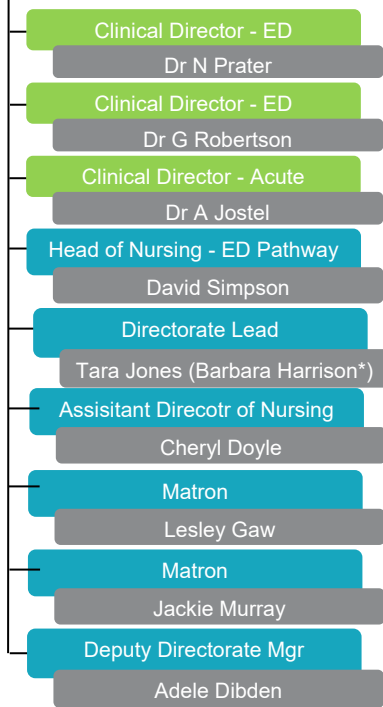 Clinical Director - ED
Dr N Prater
Clinical Director - ED
Dr G Robertson
Clinical Director - Acute
Dr A Jostel
Head of Nursing - ED Pathway
David Simpson
Directorate Lead
Tara Jones (Barbara Harrison*)
Assisitant Direcotr of Nursing
Cheryl Doyle
Matron
Lesley Gaw
Matron
Jackie Murray
Deputy Directorate Mgr
Adele Dibden